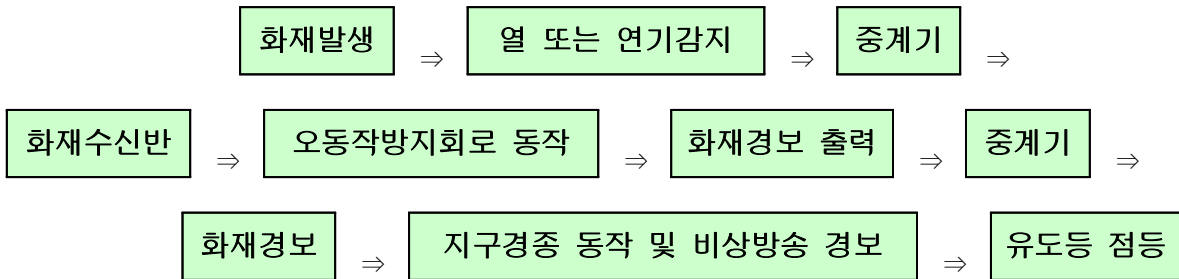 화재발생 ⇒ 열 또는 연기감지 ⇒ 중계기 ⇒
화재수신반 ⇒ 오동작방지회로 동작 ⇒ 화재경보 출력 ⇒ 중계기 ⇒
화재경보 ⇒ 지구경종 동작 및 비상방송 경보 ⇒ 유도등 점등